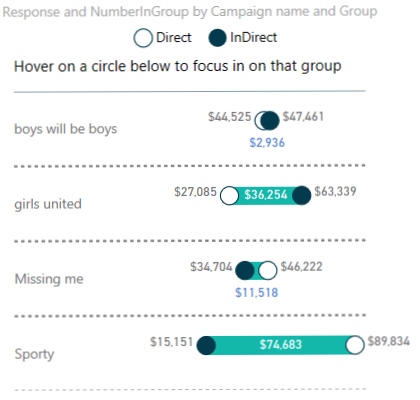 Response and NumberInGroup by Campaign name and Group
Direct InDirect
Hover on a circle below to focus in on that group
$44,525 $47,461
boys will be boys
$2,936
$27,085 $36,254 $63,339
girls united
$34,704 $46,222
Missing me
$11,518
$15,151 $74,683 $89,834
Sporty